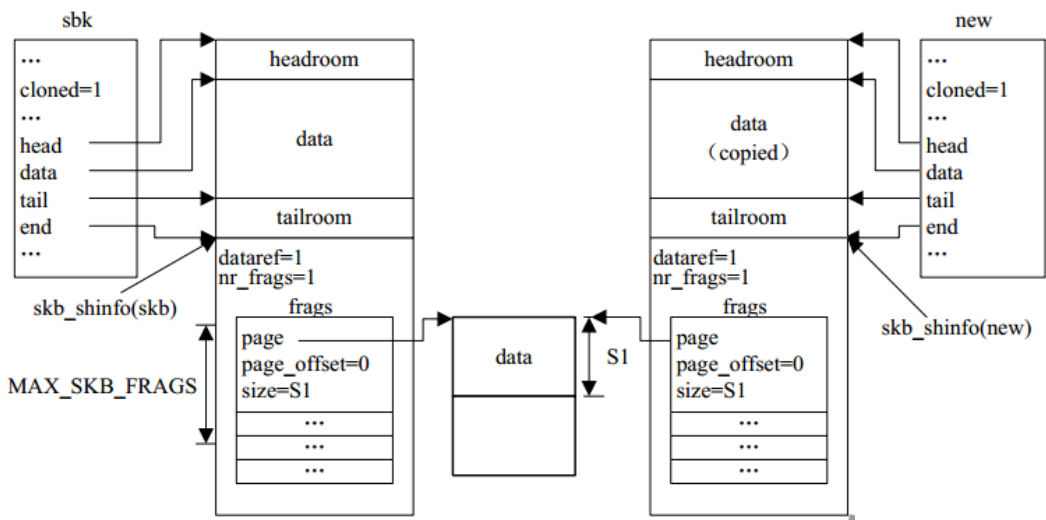 sbk
…
cloned=1
…
head
data
tail
end
…
skb_shinfo(skb)
MAX_SKB_FRAGS
headroom
data
tailroom
dataref=1
nr_frags=1
frags
page
page_offset=0
size=S1
…
…
…
data
S1
headroom
data
（copied）
tailroom
dataref=1
nr_frags=1
frags
page
page_offset=0
size=S1
…
…
…
new
…
cloned=1
…
head
data
tail
end
…
skb_shinfo(new)